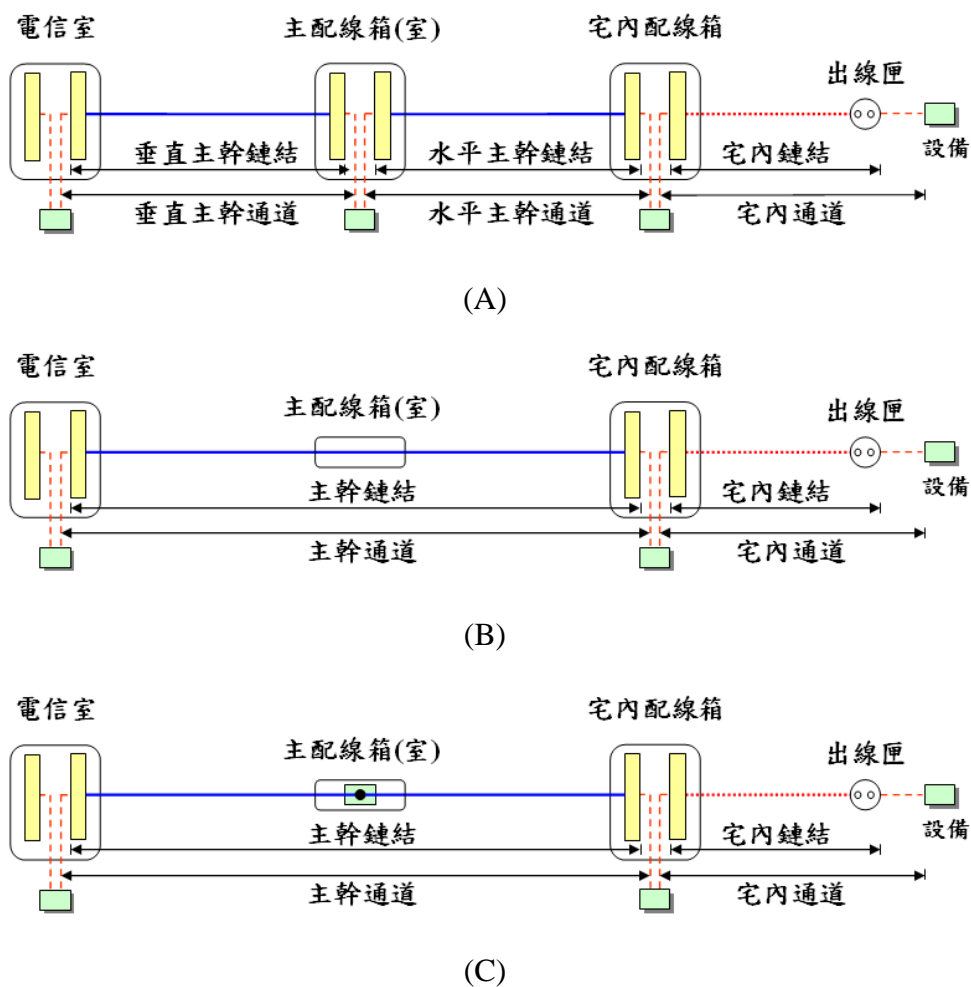 電信室 主配線箱(室) 宅內配線箱
出線匣
設備
垂直主幹鏈結 水平主幹鏈結 宅內鏈結
垂直主幹通道 水平主幹通道 宅內通道
(A)
電信室 宅內配線箱
主配線箱(室) 出線匣
設備
主幹鏈結 宅內鏈結
主幹通道 宅內通道
(B)
電信室 宅內配線箱
主配線箱(室) 出線匣
設備
主幹鏈結 宅內鏈結
主幹通道 宅內通道
(C)